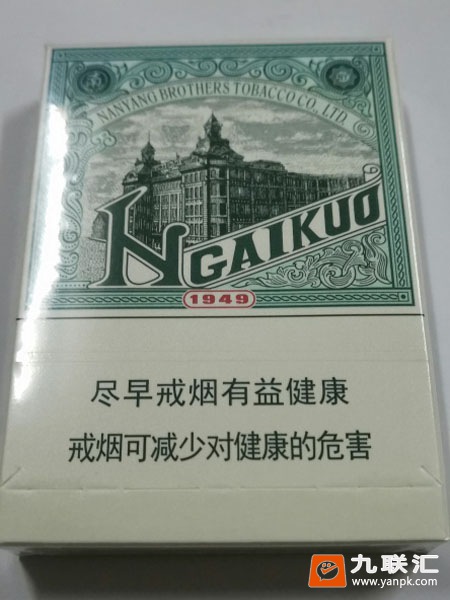 NANYANG BROTHERS TOBACCO CO., LTD.
NGAIKUO
1949
尽早戒烟有益健康
戒烟可减少对健康的危害
九联汇
www.yanpk.com